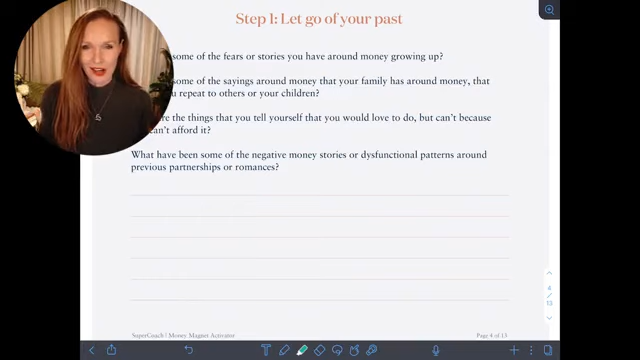 Step 1: Let go of your past
some of the fears or stories you have around money growing up?
some of the sayings around money that your family has around money, that
u repeat to others or your children?
re the things that you tell yourself that you would love to do, but can't because
can't afford it?
What have been some of the negative money stories or dysfunctional patterns around
previous partnerships or romances?
SuperCoach | Money Magnet Activator
Page 4 of 13
4
/
13